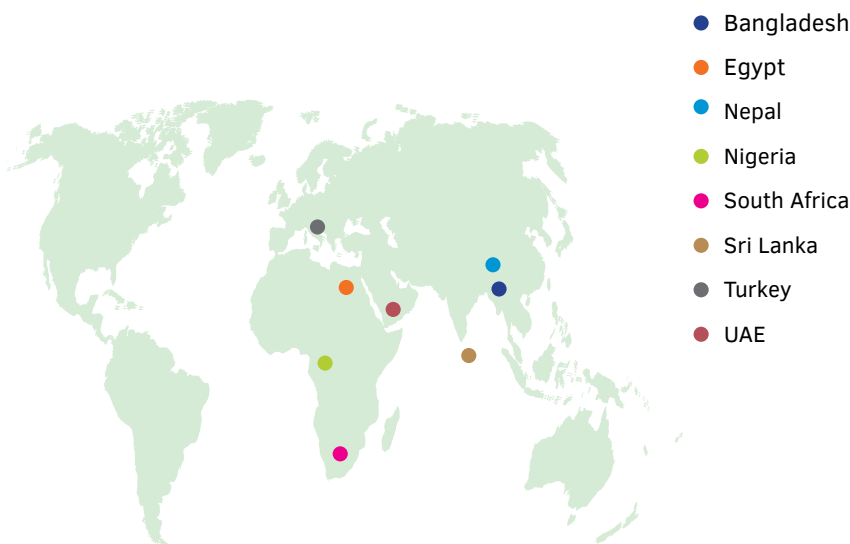 Bangladesh
Egypt
Nepal
Nigeria
South Africa
Sri Lanka
Turkey
UAE